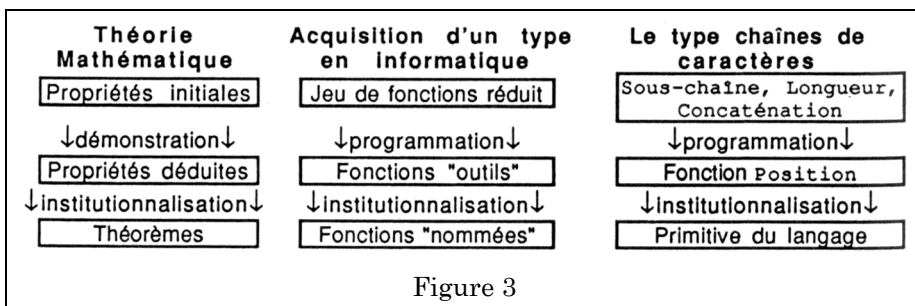 Théorie
Mathématique
Propriétés initiales
↓démonstration↓
Propriétés déduites
↓institutionnalisation↓
Théorèmes
Acquisition d'un type
en informatique
Jeu de fonctions réduit
↓programmation↓
Fonctions "outils"
↓institutionnalisation↓
Fonctions "nommées"
Le type chaînes de
caractères
Sous-chaîne, Longueur,
Concaténation
↓programmation↓
Fonction Position
↓institutionnalisation↓
Primitive du langage
Figure 3